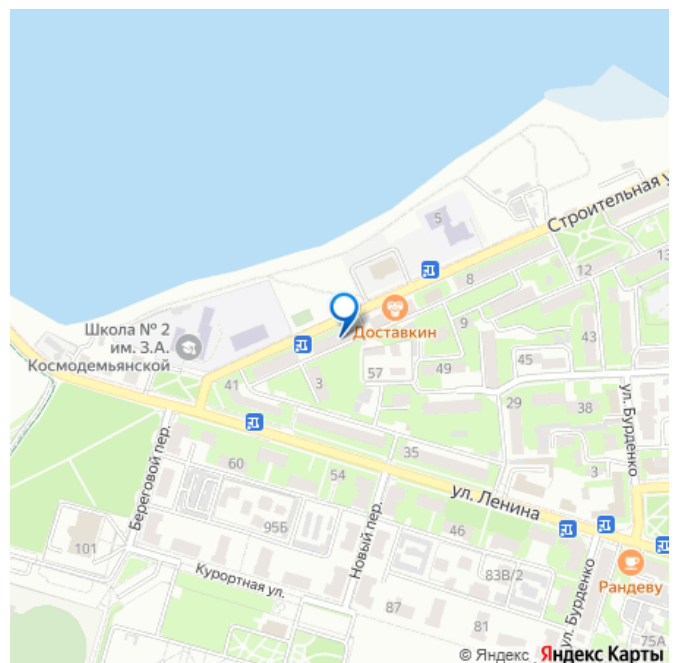 Строительная у
5
8
12
13
Доставкин
9
Школа № 2
им. З.А.
Космодемьянской
41
3
57
49
45
43
29
38
ул. Бурденко
35
3
60
54
Береговой пер.
ул. Ленина
95Б
46
Новый пер.
101
Курортная ул.
83В/2
87
81
ул. Бурденко
Рандеву
75А
© Яндекс Яндекс Карты